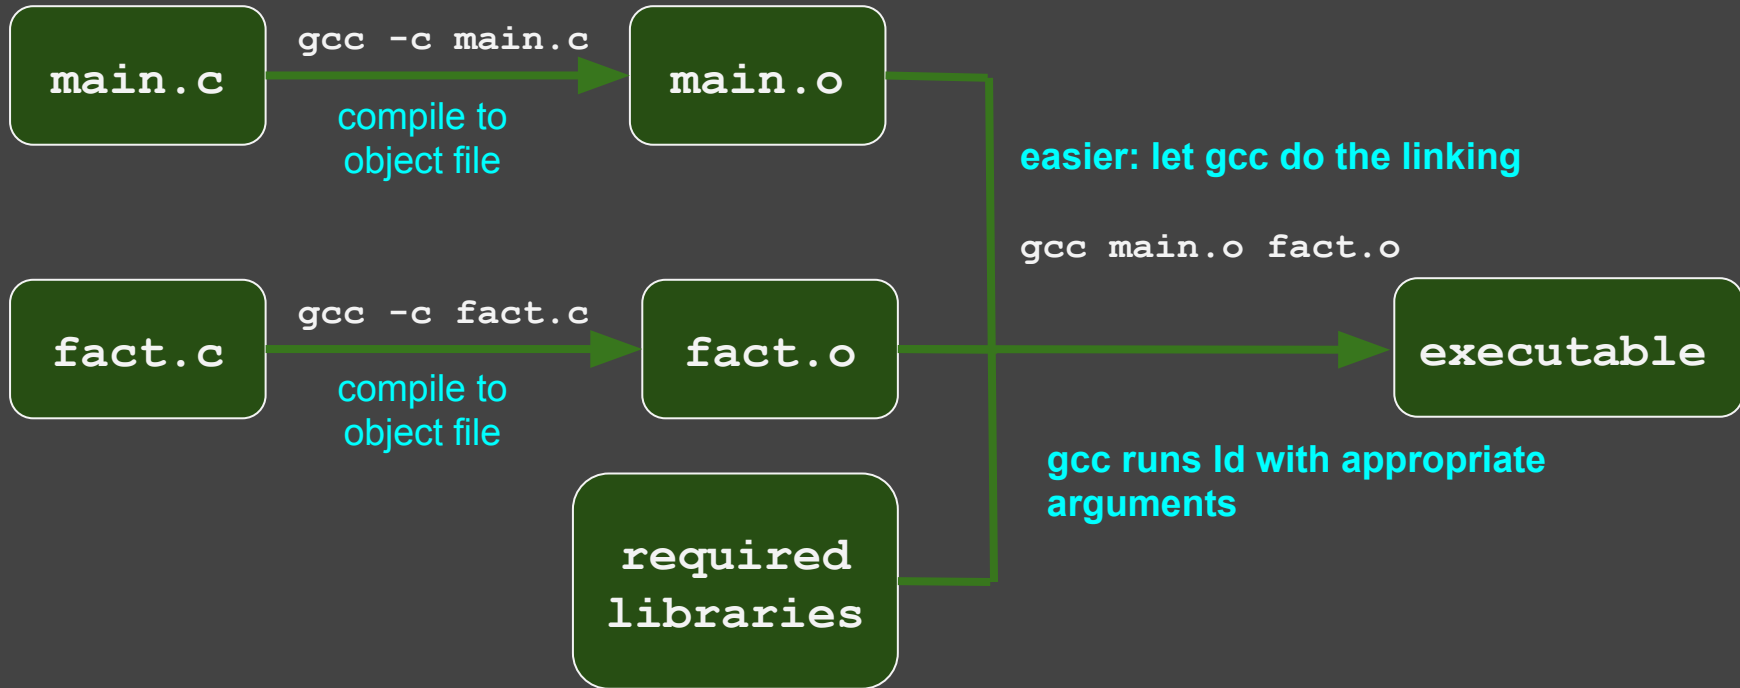 gcc -c main.c
main.c
main.o
compile to
object file
easier: let gcc do the linking
gcc main.o fact.o
gcc -c fact.c
fact.c
fact.o
executable
compile to
object file
gcc runs ld with appropriate
arguments
required
libraries